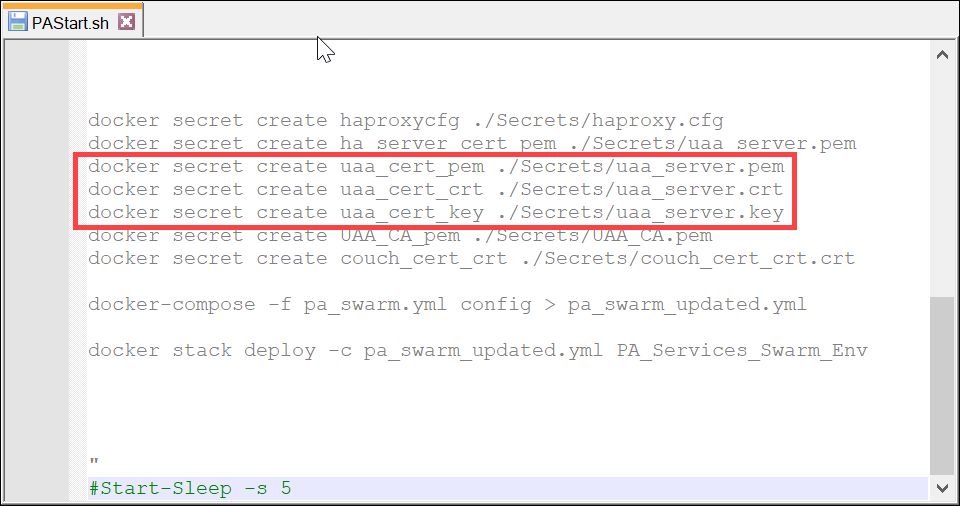 PAStart.sh
docker secret create haproxycfg ./Secrets/haproxy.cfg
docker secret create ha_server_cert_pem ./Secrets/uaa_server.pem
docker secret create uaa_cert_pem ./Secrets/uaa_server.pem
docker secret create uaa_cert_crt ./Secrets/uaa_server.crt
docker secret create uaa_cert_key ./Secrets/uaa_server.key
docker secret create UAA_CA_pem ./Secrets/UAA_CA.pem
docker secret create couch_cert_crt ./Secrets/couch_cert_crt.crt
docker-compose -f pa_swarm.yml config > pa_swarm_updated.yml
docker stack deploy -c pa_swarm_updated.yml PA_Services_Swarm_Env
"
#Start-Sleep -s 5